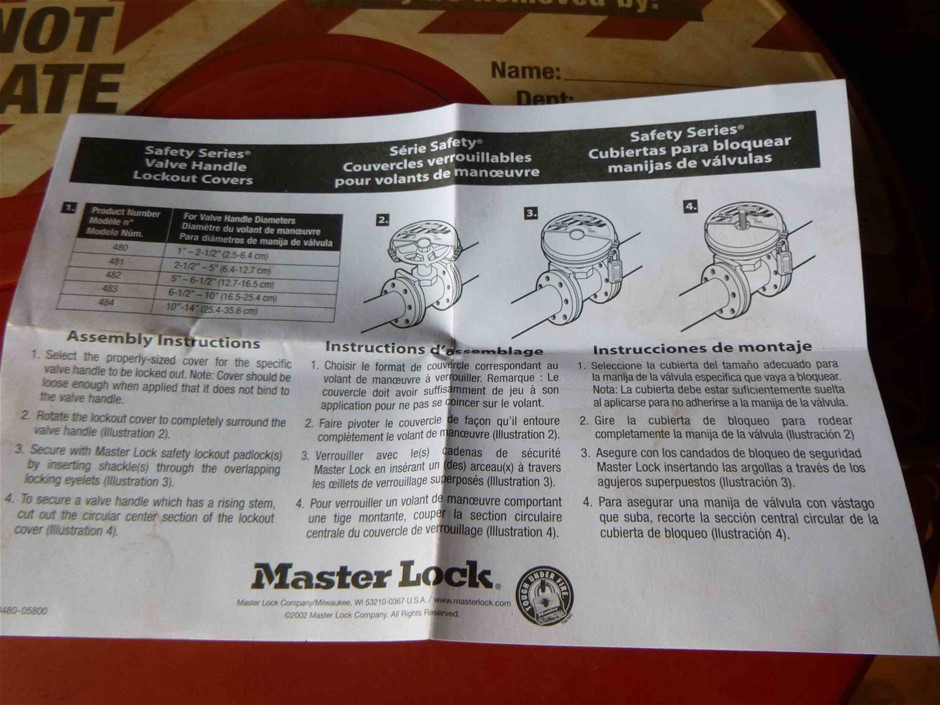 NOT
ATE
Removed by:
Name:
Dept:
Safety Series®
Valve Handle
Lockout Covers
Série Safety®
Couvercles verrouillables
pour volants de manœuvre
Safety Series®
Cubiertas para bloquear
manijas de válvulas
1.
Product Number
Modèle n°
Modelo Núm.
For Valve Handle Diameters
Diamètre du volant de manœuvre
Para diámetros de manija de válvula
480 1" – 2-1/2" (2.5-6.4 cm)
481 2-1/2" – 5" (6.4-12.7 cm)
482 5" – 6-1/2" (12.7-16.5 cm)
483 6-1/2" – 10" (16.5-25.4 cm)
484 10"-14" (25.4-35.6 cm)
2.
3.
4.
Assembly Instructions
1. Select the properly-sized cover for the specific
valve handle to be locked out. Note: Cover should be
loose enough when applied that it does not bind to
the valve handle.
2. Rotate the lockout cover to completely surround the
valve handle (Illustration 2).
3. Secure with Master Lock safety lockout padlock(s)
by inserting shackle(s) through the overlapping
locking eyelets (Illustration 3).
4. To secure a valve handle which has a rising stem,
cut out the circular center section of the lockout
cover (Illustration 4).
Instructions d'assemblage
1. Choisir le format de couvercle correspondant au
volant de manœuvre à verrouiller. Remarque : Le
couvercle doit avoir suffisamment de jeu à son
application pour ne pas se coincer sur le volant.
2. Faire pivoter le couvercle de façon qu'il entoure
complètement le volant de manœuvre (Illustration 2).
3. Verrouiller avec le(s) cadenas de sécurité
Master Lock en insérant un (des) arceau(x) à travers
les œillets de verrouillage superposés (Illustration 3).
4. Pour verrouiller un volant de manœuvre comportant
une tige montante, couper la section circulaire
centrale du couvercle de verrouillage (Illustration 4).
Instrucciones de montaje
1. Seleccione la cubierta del tamaño adecuado para
la manija de la válvula especifica que vaya a bloquear.
Nota: La cubierta debe estar suficientemente suelta
al aplicarse para no adherirse a la manija de la válvula.
2. Gire la cubierta de bloqueo para rodear
completamente la manija de la válvula (Ilustración 2)
3. Asegure con los candados de bloqueo de seguridad
Master Lock insertando las argollas a través de los
agujeros superpuestos (Ilustración 3).
4. Para asegurar una manija de válvula con vástago
que suba, recorte la sección central circular de la
cubierta de bloqueo (Ilustración 4).
Master Lock®
Master Lock Company/Milwaukee, WI 53210-0367 U.S.A. / www.masterlock.com
©2002 Master Lock Company. All Rights Reserved.
TOUGH UNDER FIRE
480-05800